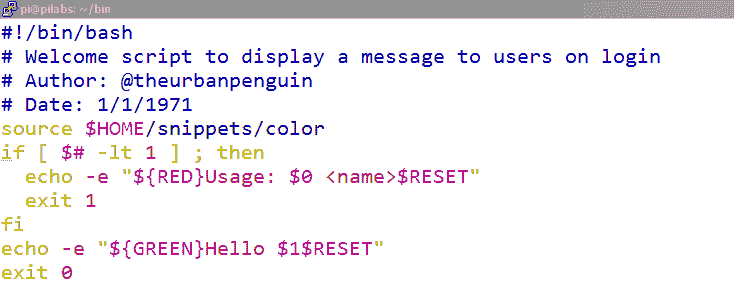 pi@pilabs: ~/bin
#!/bin/bash
# Welcome script to display a message to users on login
# Author: @theurbanpenguin
# Date: 1/1/1971
source $HOME/snippets/color
if [ $# -lt 1 ] ; then
  echo -e "${RED}Usage: $0 <name>$RESET"
  exit 1
fi
echo -e "${GREEN}Hello $1$RESET"
exit 0